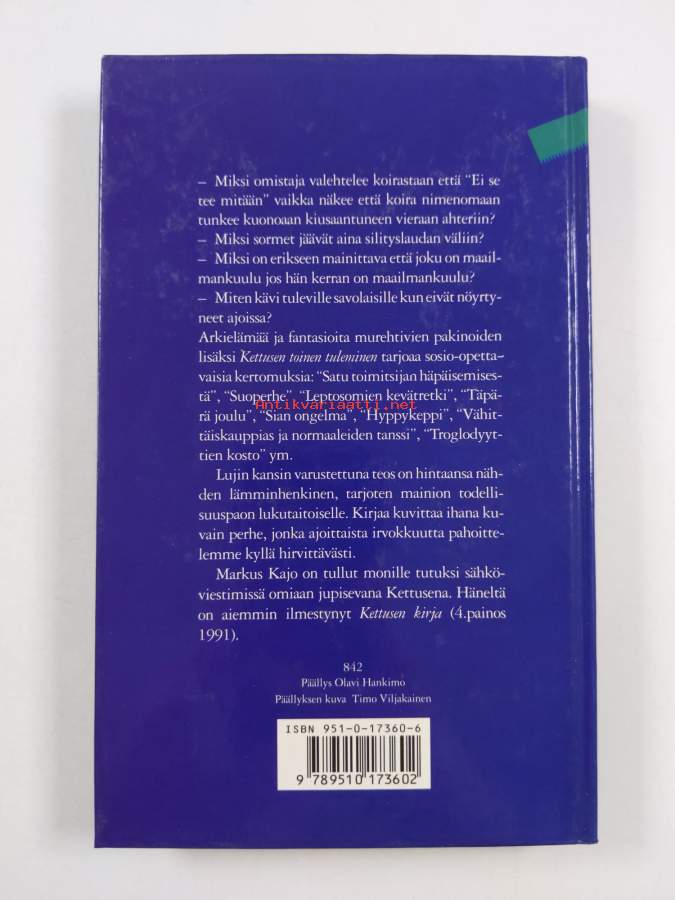 – Miksi omistaja valehtelee koirastaan että “Ei se
tee mitään” vaikka näkee että koira nimenomaan
tunkee kuonoaan kiusaantuneen vieraan ahteriin?
– Miksi sormet jäävät aina silityslaudan väliin?
– Miksi on erikseen mainittava että joku on maail-
mankuulu jos hän kerran on maailmankuulu?
– Miten kävi tuleville savolaisille kun eivät nöyrty-
neet ajoissa?
Arkielämää ja fantasioita murehtivien pakinoiden
lisäksi Kettusen toinen tuleminen tarjoaa sosio-opetta-
vaisia kertomuksia: “Satu toimitsijan häpäisemises-
tä”, “Suoperhe”, “Leptosomien kevätretki”, “Täpä-
rä joulu”, “Sian ongelma”, “Hyppykeppi”, “Vähit-
täiskauppias ja normaaleiden tanssi”, “Troglodyyt-
tien kosto” ym.
Antikvariaatti.net
Lujin kansin varustettuna teos on hintaansa näh-
den lämminhenkinen, tarjoten mainion todelli-
suuspaon lukutaitoiselle. Kirjaa kuvittaa ihana ku-
vain perhe, jonka ajoittaista irvokkuutta pahoitte-
lemme kyllä hirvittävästi.
Markus Kajo on tullut monille tutuksi sähkö-
viestimissä omiaan jupisevana Kettusena. Häneltä
on aiemmin ilmestynyt Kettusen kirja (4.painos
1991).
842
Päällys Olavi Hankimo
Päällyksen kuva Timo Viljakainen
ISBN 951-0-17360-6
9 789510 173602